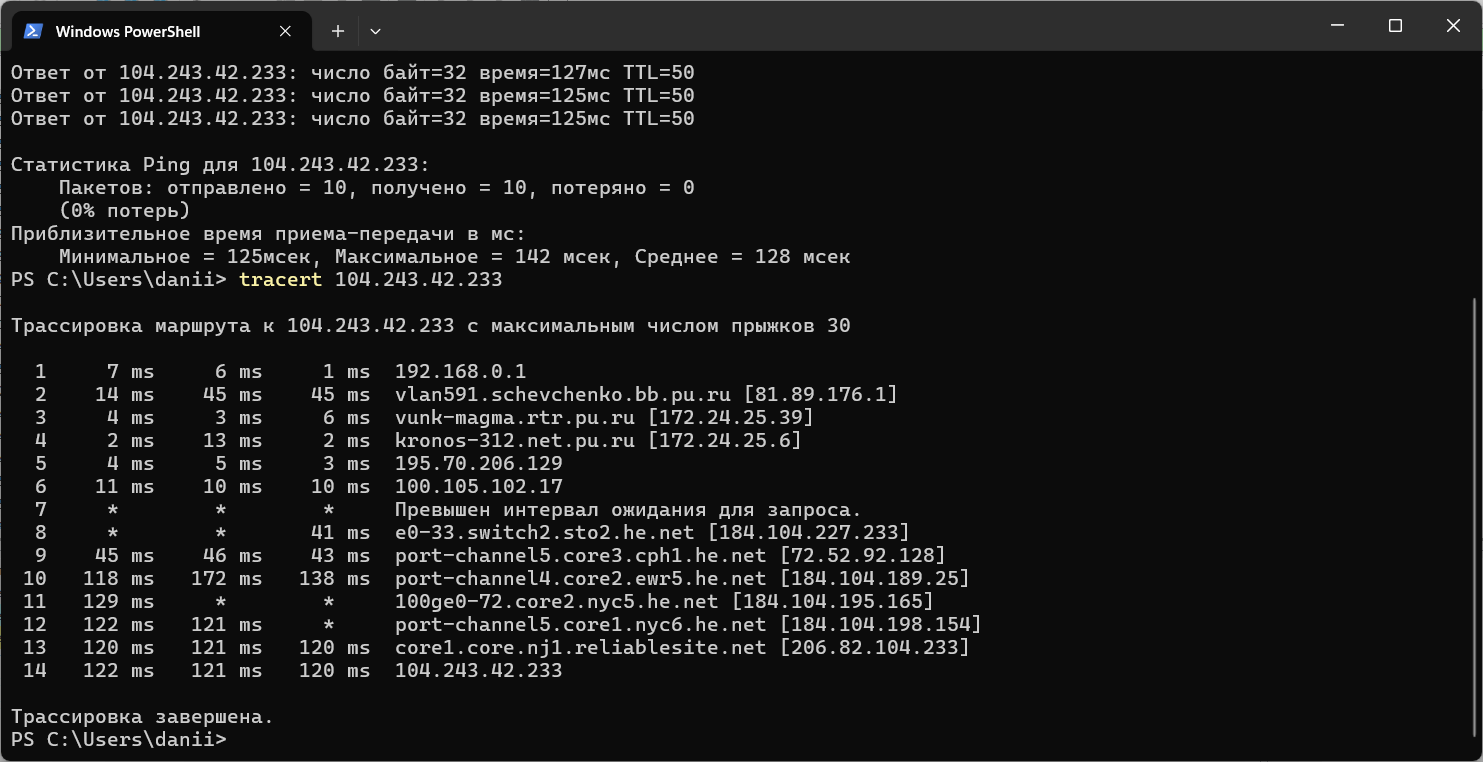 Windows PowerShell
Ответ от 104.243.42.233: число байт=32 время=127мс TTL=50
Ответ от 104.243.42.233: число байт=32 время=125мс TTL=50
Ответ от 104.243.42.233: число байт=32 время=125мс TTL=50
Статистика Ping для 104.243.42.233:
Пакетов: отправлено = 10, получено = 10, потеряно = 0
(0% потерь)
Приблизительное время приема-передачи в мс:
Минимальное = 125мсек, Максимальное = 142 мсек, Среднее = 128 мсек
PS C:\Users\danii> tracert 104.243.42.233
Трассировка маршрута к 104.243.42.233 с максимальным числом прыжков 30
1 7 ms 6 ms 1 ms 192.168.0.1
2 14 ms 45 ms 45 ms vlan591.schevchenko.bb.pu.ru [81.89.176.1]
3 4 ms 3 ms 6 ms vunk-magma.rtr.pu.ru [172.24.25.39]
4 2 ms 13 ms 2 ms kronos-312.net.pu.ru [172.24.25.6]
5 4 ms 5 ms 3 ms 195.70.206.129
6 11 ms 10 ms 10 ms 100.105.102.17
7 * * * Превышен интервал ожидания для запроса.
8 * * 41 ms e0-33.switch2.sto2.he.net [184.104.227.233]
9 45 ms 46 ms 43 ms port-channel5.core3.cph1.he.net [72.52.92.128]
10 118 ms 172 ms 138 ms port-channel4.core2.ewr5.he.net [184.104.189.25]
11 129 ms * * 100ge0-72.core2.nyc5.he.net [184.104.195.165]
12 122 ms 121 ms * port-channel5.core1.nyc6.he.net [184.104.198.154]
13 120 ms 121 ms 120 ms core1.core.nj1.reliablesite.net [206.82.104.233]
14 122 ms 121 ms 120 ms 104.243.42.233
Трассировка завершена.
PS C:\Users\danii>